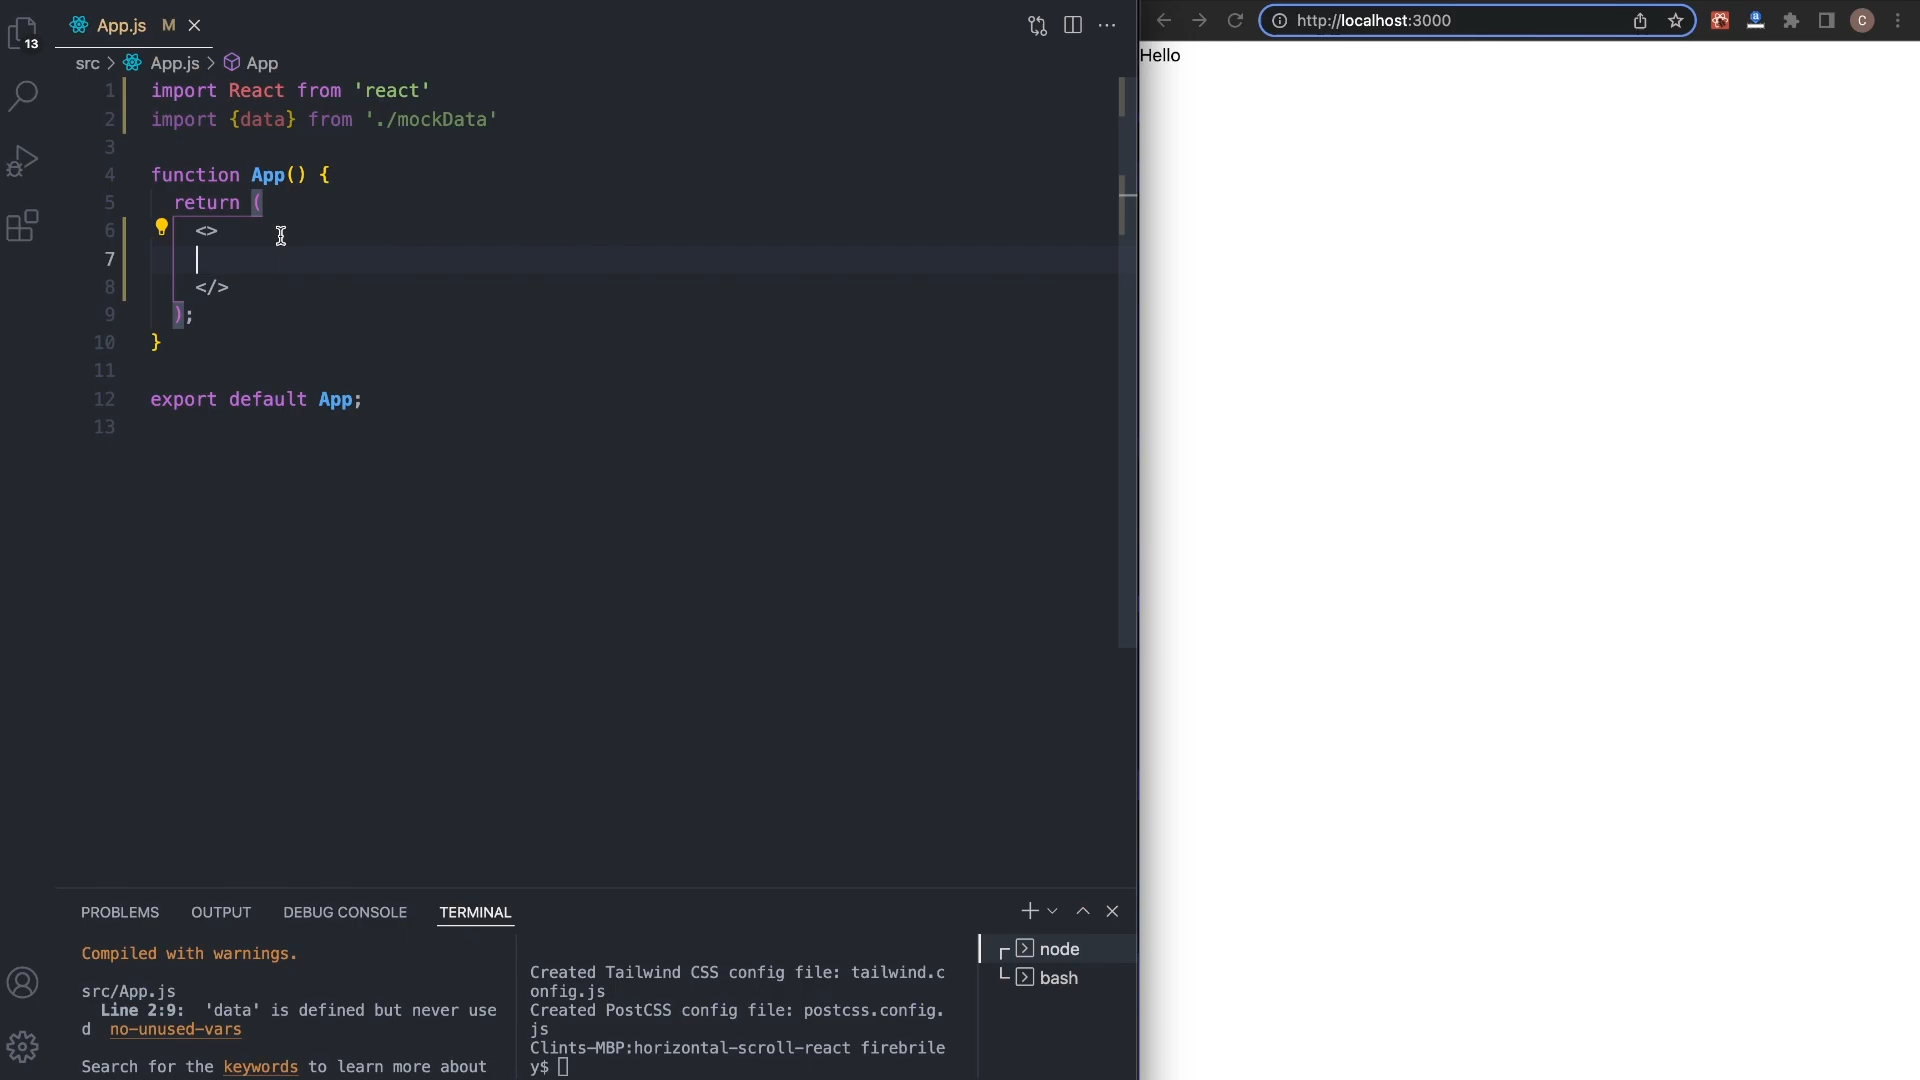 13
App.js M
src > App.js > App
1 import React from 'react'
2 import {data} from './mockData'
3
4 function App() {
5 return (
6 <>
7
8 </>
9 );
10 }
11
12 export default App;
13
PROBLEMS OUTPUT DEBUG CONSOLE TERMINAL
Compiled with warnings.
src/App.js
Line 2:9: 'data' is defined but never use
d no-unused-vars
Search for the keywords to learn more about
Created Tailwind CSS config file: tailwind.c
onfig.js
Created PostCSS config file: postcss.config.
js
Clints-MBP:horizontal-scroll-react firebrile
y$
node
bash
http://localhost:3000
C
Hello